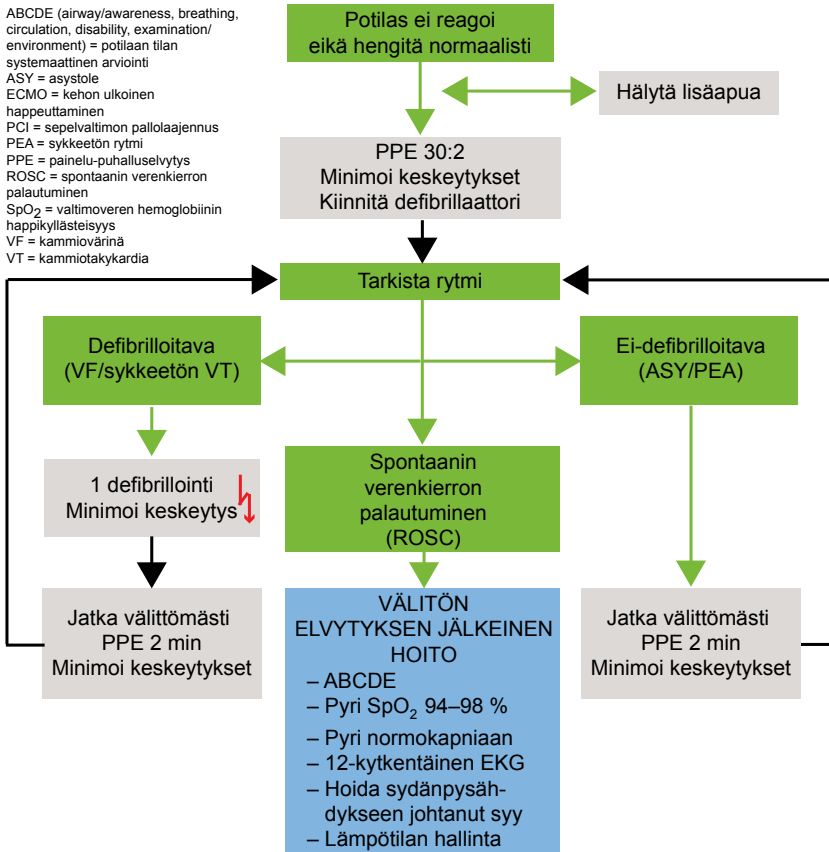 ABCDE (airway/awareness, breathing,
circulation, disability, examination/
environment) = potilaan tilan
systemaattinen arviointi
ASY = asystole
ECMO = kehon ulkoinen
happeuttaminen
PCI = sepelvaltimon pallolaajennus
PEA = sykkeetön rytmi
PPE = painelu-puhalluselvytys
ROSC = spontaanin verenkierron
palautuminen
SpO2 = valtimoveren hemoglobiinin
happikyllästeisyys
VF = kammiovärinä
VT = kammiotakykardia
Potilas ei reagoi
eikä hengitä normaalisti
Hälytä lisäapua
PPE 30:2
Minimoi keskeytykset
Kiinnitä defibrillaattori
Tarkista rytmi
Defibrilloitava
(VF/sykkeetön VT)
Ei-defibrilloitava
(ASY/PEA)
1 defibrillointi
Minimoi keskeytys
Spontaanin
verenkierron
palautuminen
(ROSC)
Jatka välittömästi
PPE 2 min
Minimoi keskeytykset
VÄLITÖN
ELVYTYKSEN JÄLKEINEN
HOITO
– ABCDE
– Pyri SpO2 94–98 %
– Pyri normokapniaan
– 12-kytkentäinen EKG
– Hoida sydänpysäh-
dykseen johtanut syy
– Lämpötilan hallinta
Jatka välittömästi
PPE 2 min
Minimoi keskeytykset